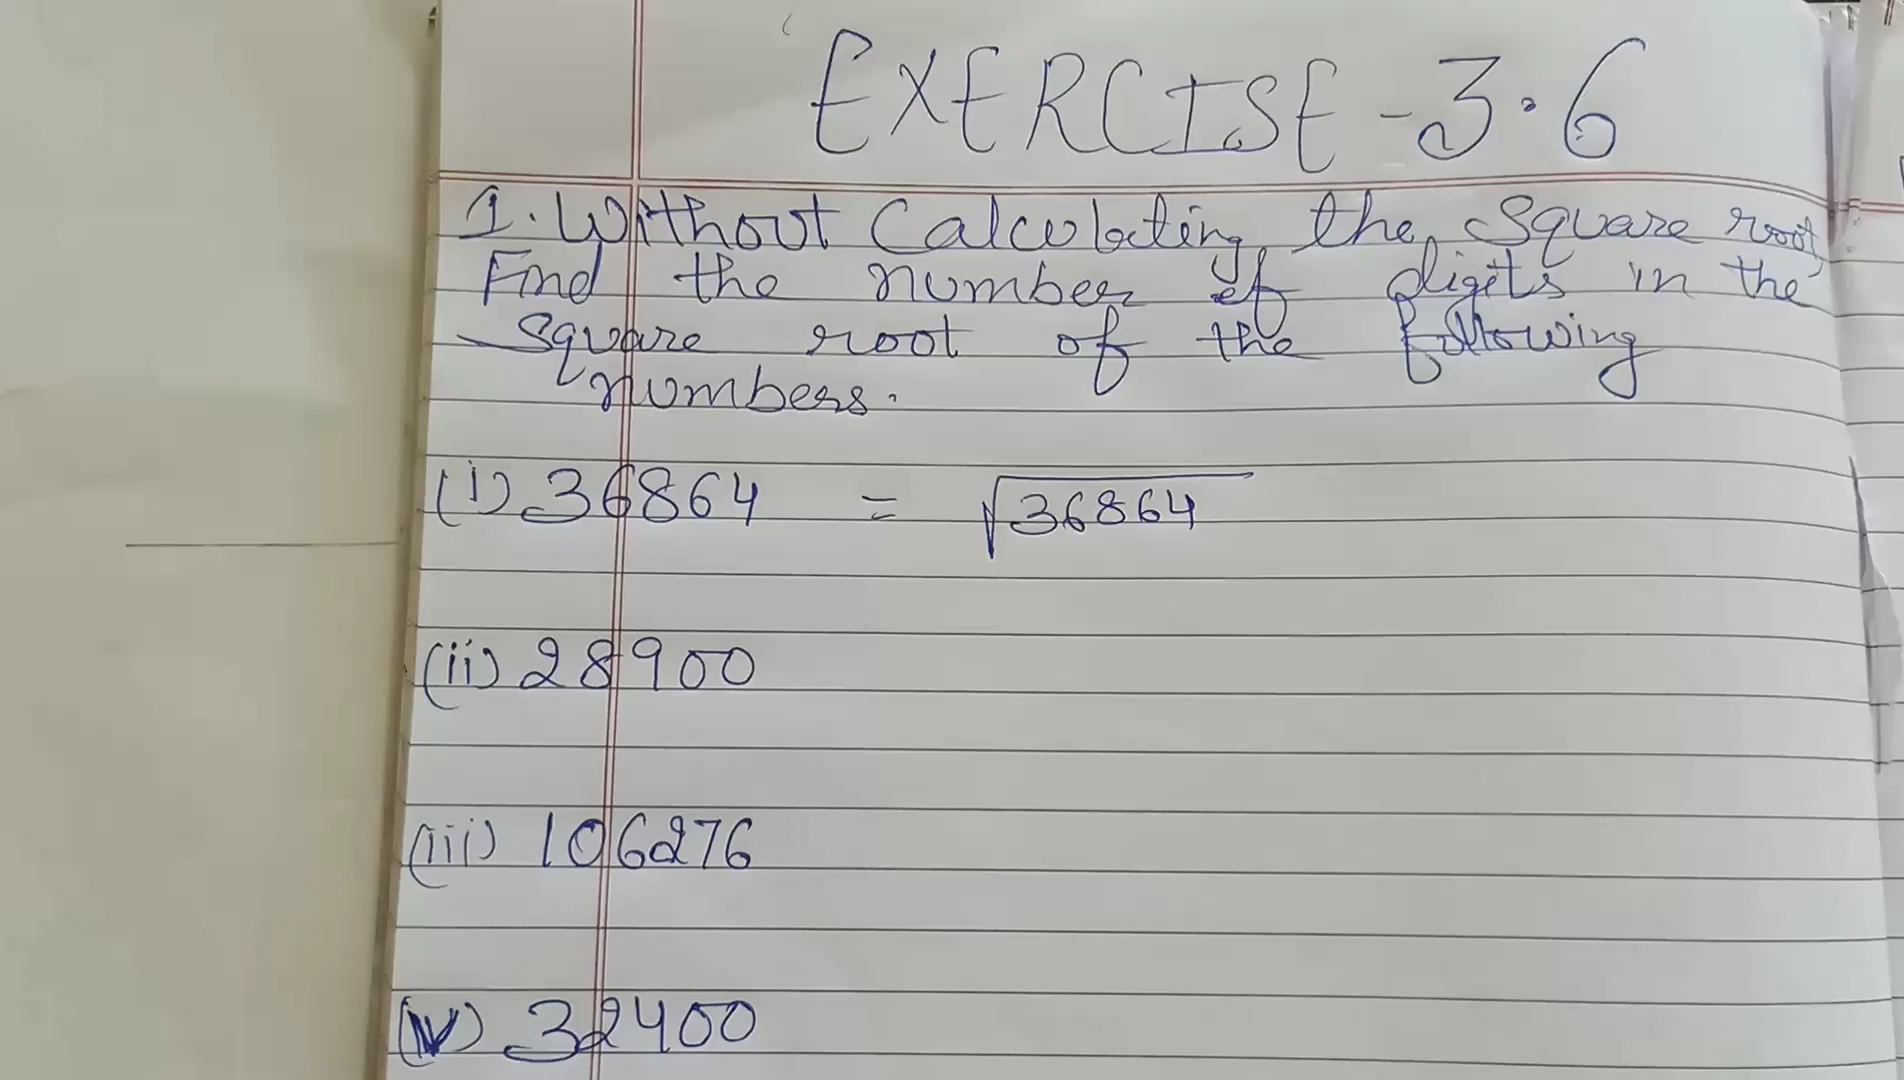 EXERCISE - 3.6
1. Without Calculating, the Square root,
Find the number of digits in the
Square root of the following
numbers.
(i) 36864 = √36864
(ii) 28900
(iii) 106276
(iv) 32400